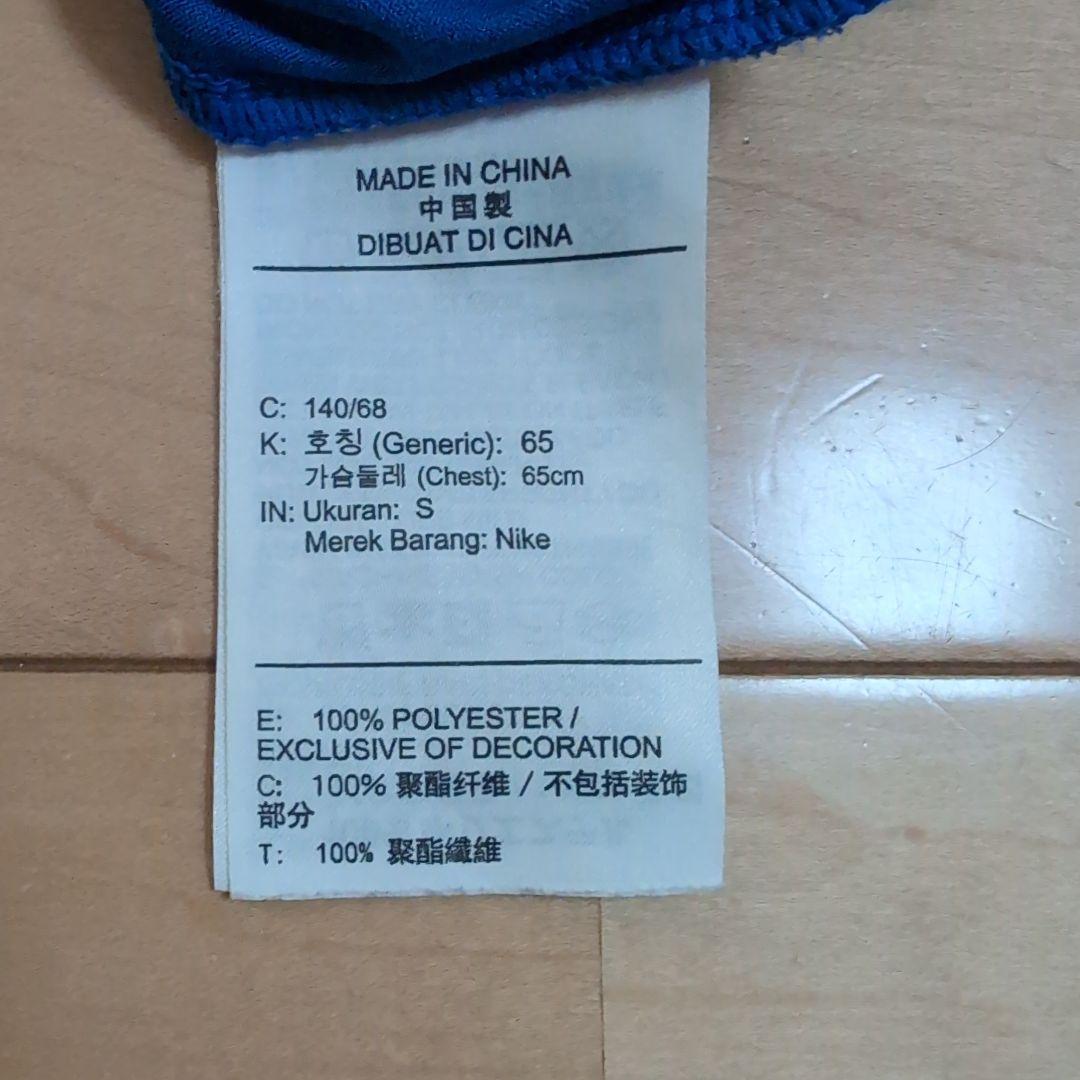 MADE IN CHINA
中国製
DIBUAT DI CINA
C: 140/68
K: 호칭 (Generic): 65
가슴둘레 (Chest): 65cm
IN: Ukuran: S
Merek Barang: Nike
E: 100% POLYESTER /
EXCLUSIVE OF DECORATION
C: 100% 聚酯纤维 / 不包括装饰
部分
T: 100% 聚酯纖維